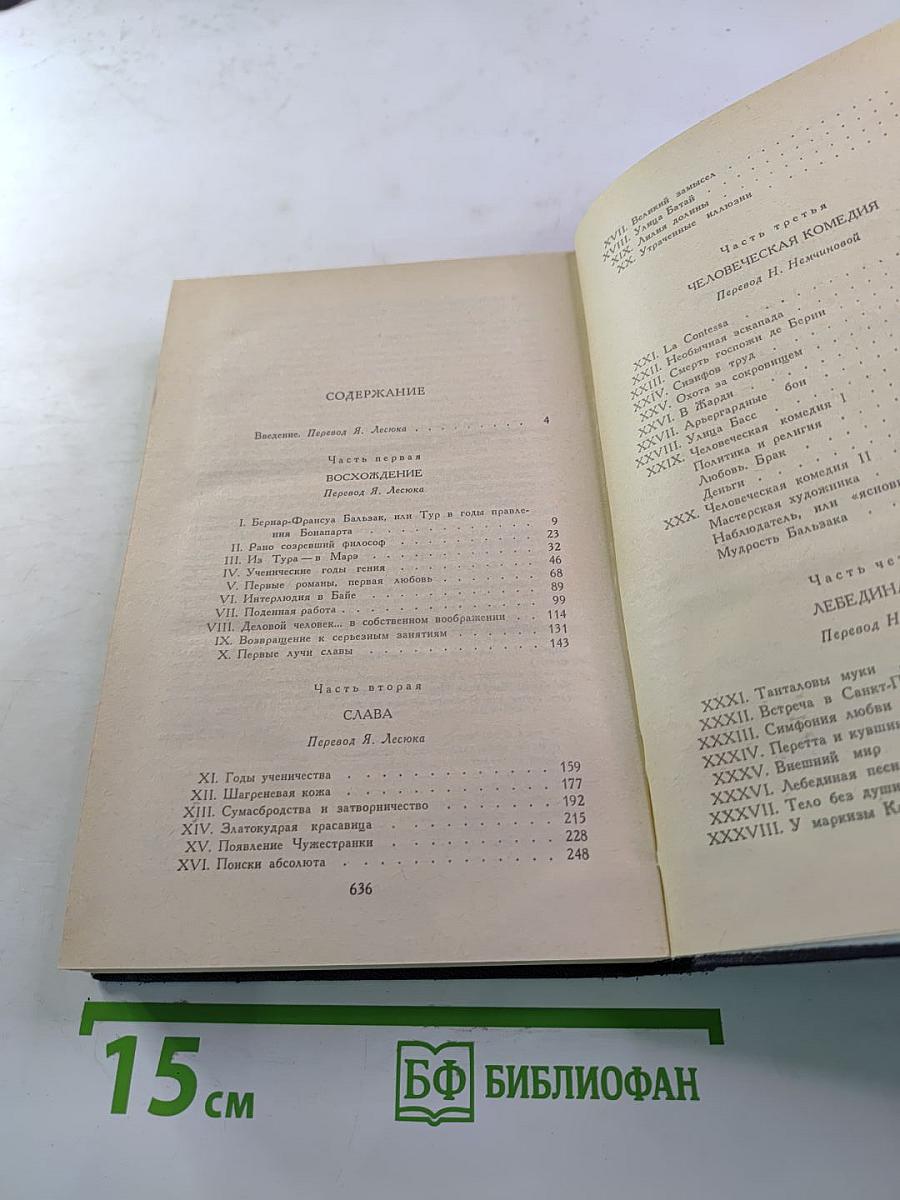 СОДЕРЖАНИЕ
Введение. Перевод Я. Лесюка . . . . . . . . . 4
Часть первая
ВОСХОЖДЕНИЕ
Перевод Я. Лесюка
I. Бернар-Франсуа Бальзак, или Тур в годы правле-
ния Бонапарта . . . . . . . . . . 9
II. Рано созревший философ . . . . . . . . . 23
III. Из Тура — в Марэ . . . . . . . . . . 32
IV. Ученические годы гения . . . . . . . . . 46
V. Первые романы, первая любовь . . . . . . . 68
VI. Интерлюдия в Байе . . . . . . . . . . 89
VII. Поденная работа . . . . . . . . . . . 99
VIII. Деловой человек... в собственном воображении . . 114
IX. Возвращение к серьезным занятиям . . . . . . 131
X. Первые лучи славы . . . . . . . . . . 143
Часть вторая
СЛАВА
Перевод Я. Лесюка
XI. Годы ученичества . . . . . . . . . . 159
XII. Шагреневая кожа . . . . . . . . . . 177
XIII. Сумасбродства и затворничество . . . . . . . 192
XIV. Златокудрая красавица . . . . . . . . . 215
XV. Появление Чужестранки . . . . . . . . . 228
XVI. Поиски абсолюта . . . . . . . . . . 248
636
XVII. Великий замысел
XVIII. Улица Батай
XIX. Лилия долины
XX. Утраченные иллюзии
Часть третья
ЧЕЛОВЕЧЕСКАЯ КОМЕДИЯ
Перевод Н. Немчиновой
XXI. La Contessa
XXII. Необычная эскапада
XXIII. Смерть госпожи де Берни
XXIV. Сизифов труд
XXV. Охота за сокровищем
XXVI. В Жарди
XXVII. Арьергардные бои
XXVIII. Улица Басс
XXIX. Человеческая комедия I
Политика и религия
Любовь. Брак
Деньги
XXX. Человеческая комедия II
Мастерская художника
Наблюдатель, или «яснови
Мудрость Бальзака
Часть чет
ЛЕБЕДИНА
Перевод Н
XXXI. Танталовы муки
XXXII. Встреча в Санкт-П
XXXIII. Симфония любви
XXXIV. Перетта и кувшин
XXXV. Внешний мир
XXXVI. Лебединая песн
XXXVII. Тело без души
XXXVIII. У маркизы К
15 см
БФ БИБЛИОФАН